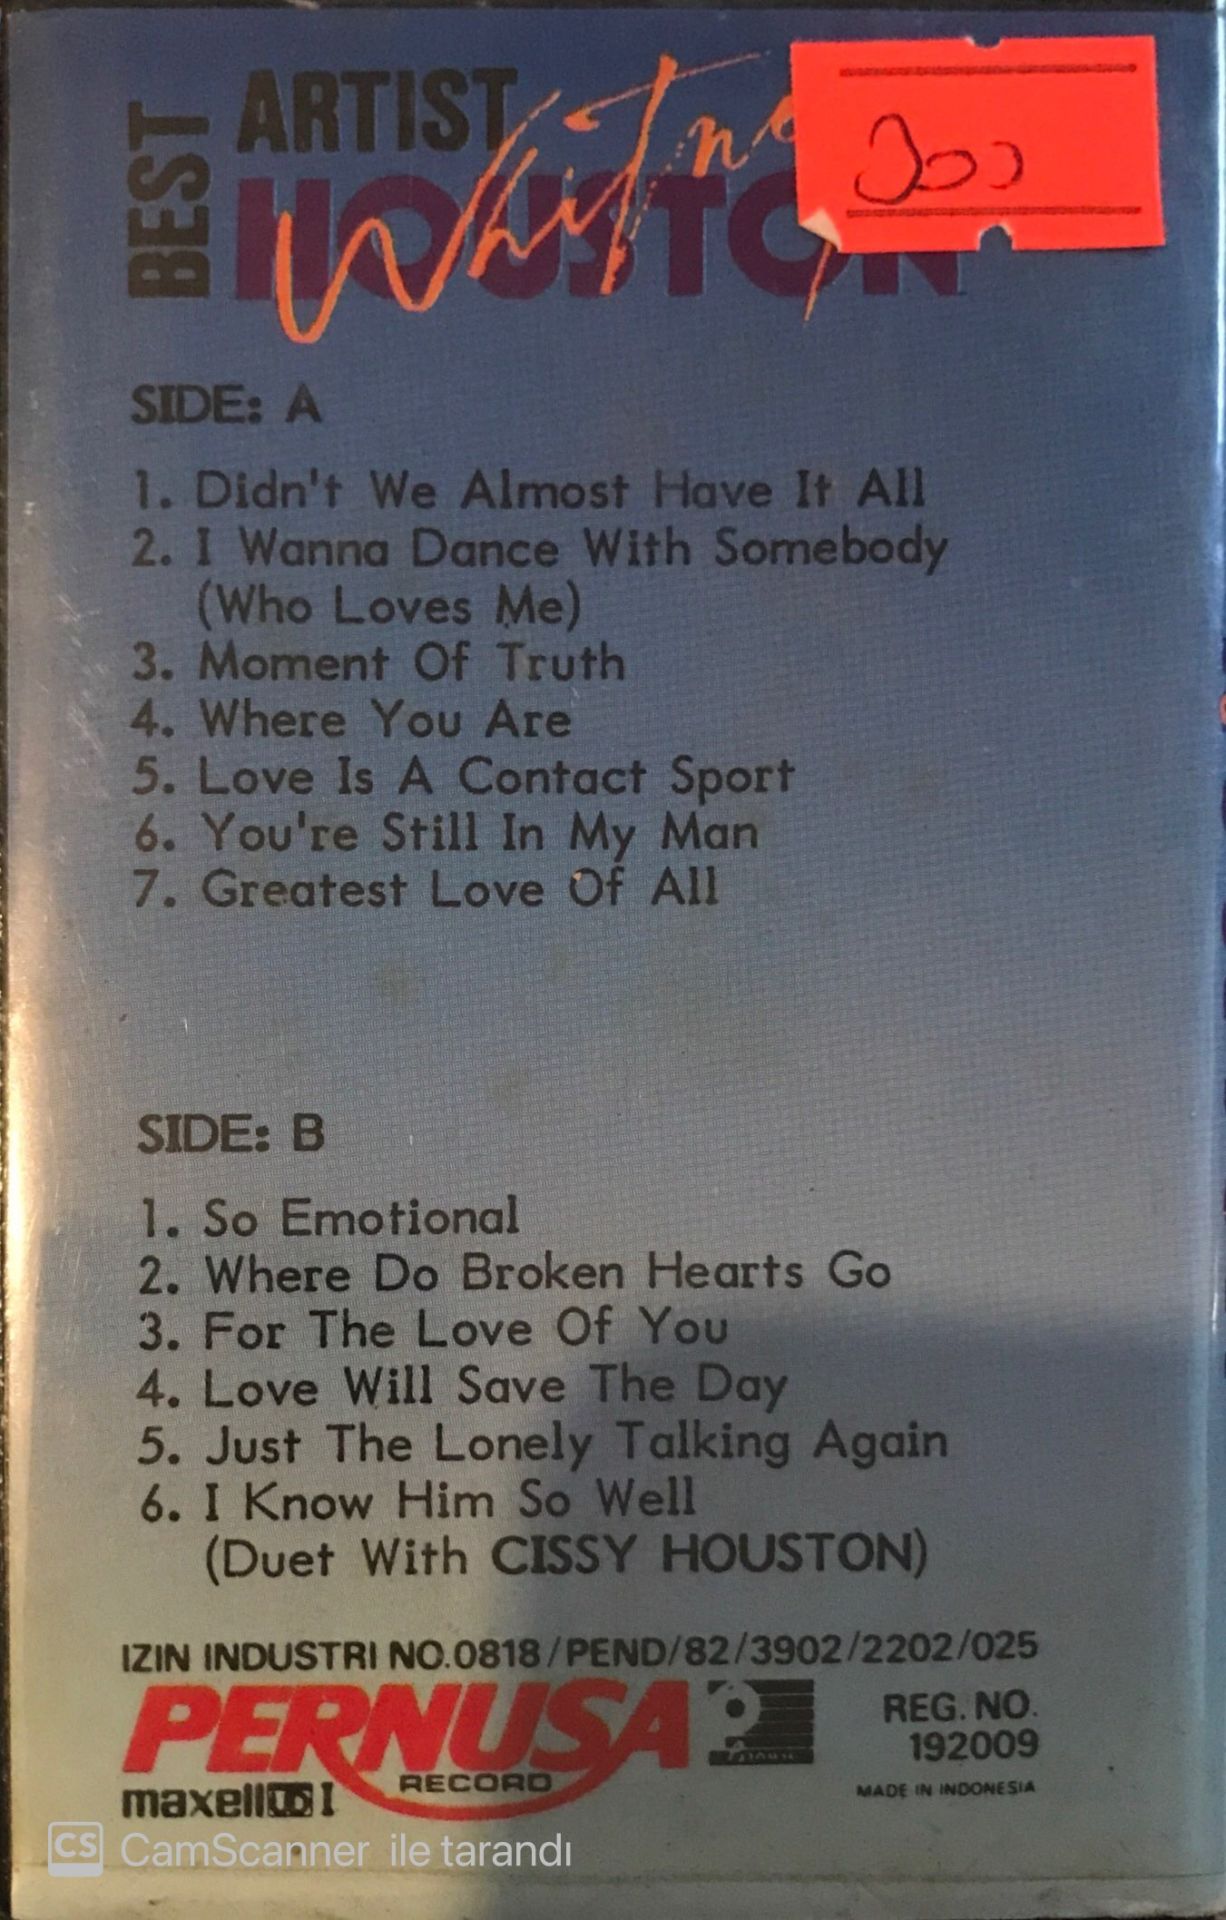 BEST
ARTIST
Whitney
HOUSTON
SIDE: A
1. Didn't We Almost Have It All
2. I Wanna Dance With Somebody
(Who Loves Me)
3. Moment Of Truth
4. Where You Are
5. Love Is A Contact Sport
6. You're Still In My Man
7. Greatest Love Of All
SIDE: B
1. So Emotional
2. Where Do Broken Hearts Go
3. For The Love Of You
4. Love Will Save The Day
5. Just The Lonely Talking Again
6. I Know Him So Well
(Duet With CISSY HOUSTON)
IZIN INDUSTRI NO.0818/PEND/82/3902/2202/025
PERNUSA
RECORD
REG. NO.
192009
maxell UD I
MADE IN INDONESIA
CS CamScanner ile tarandı